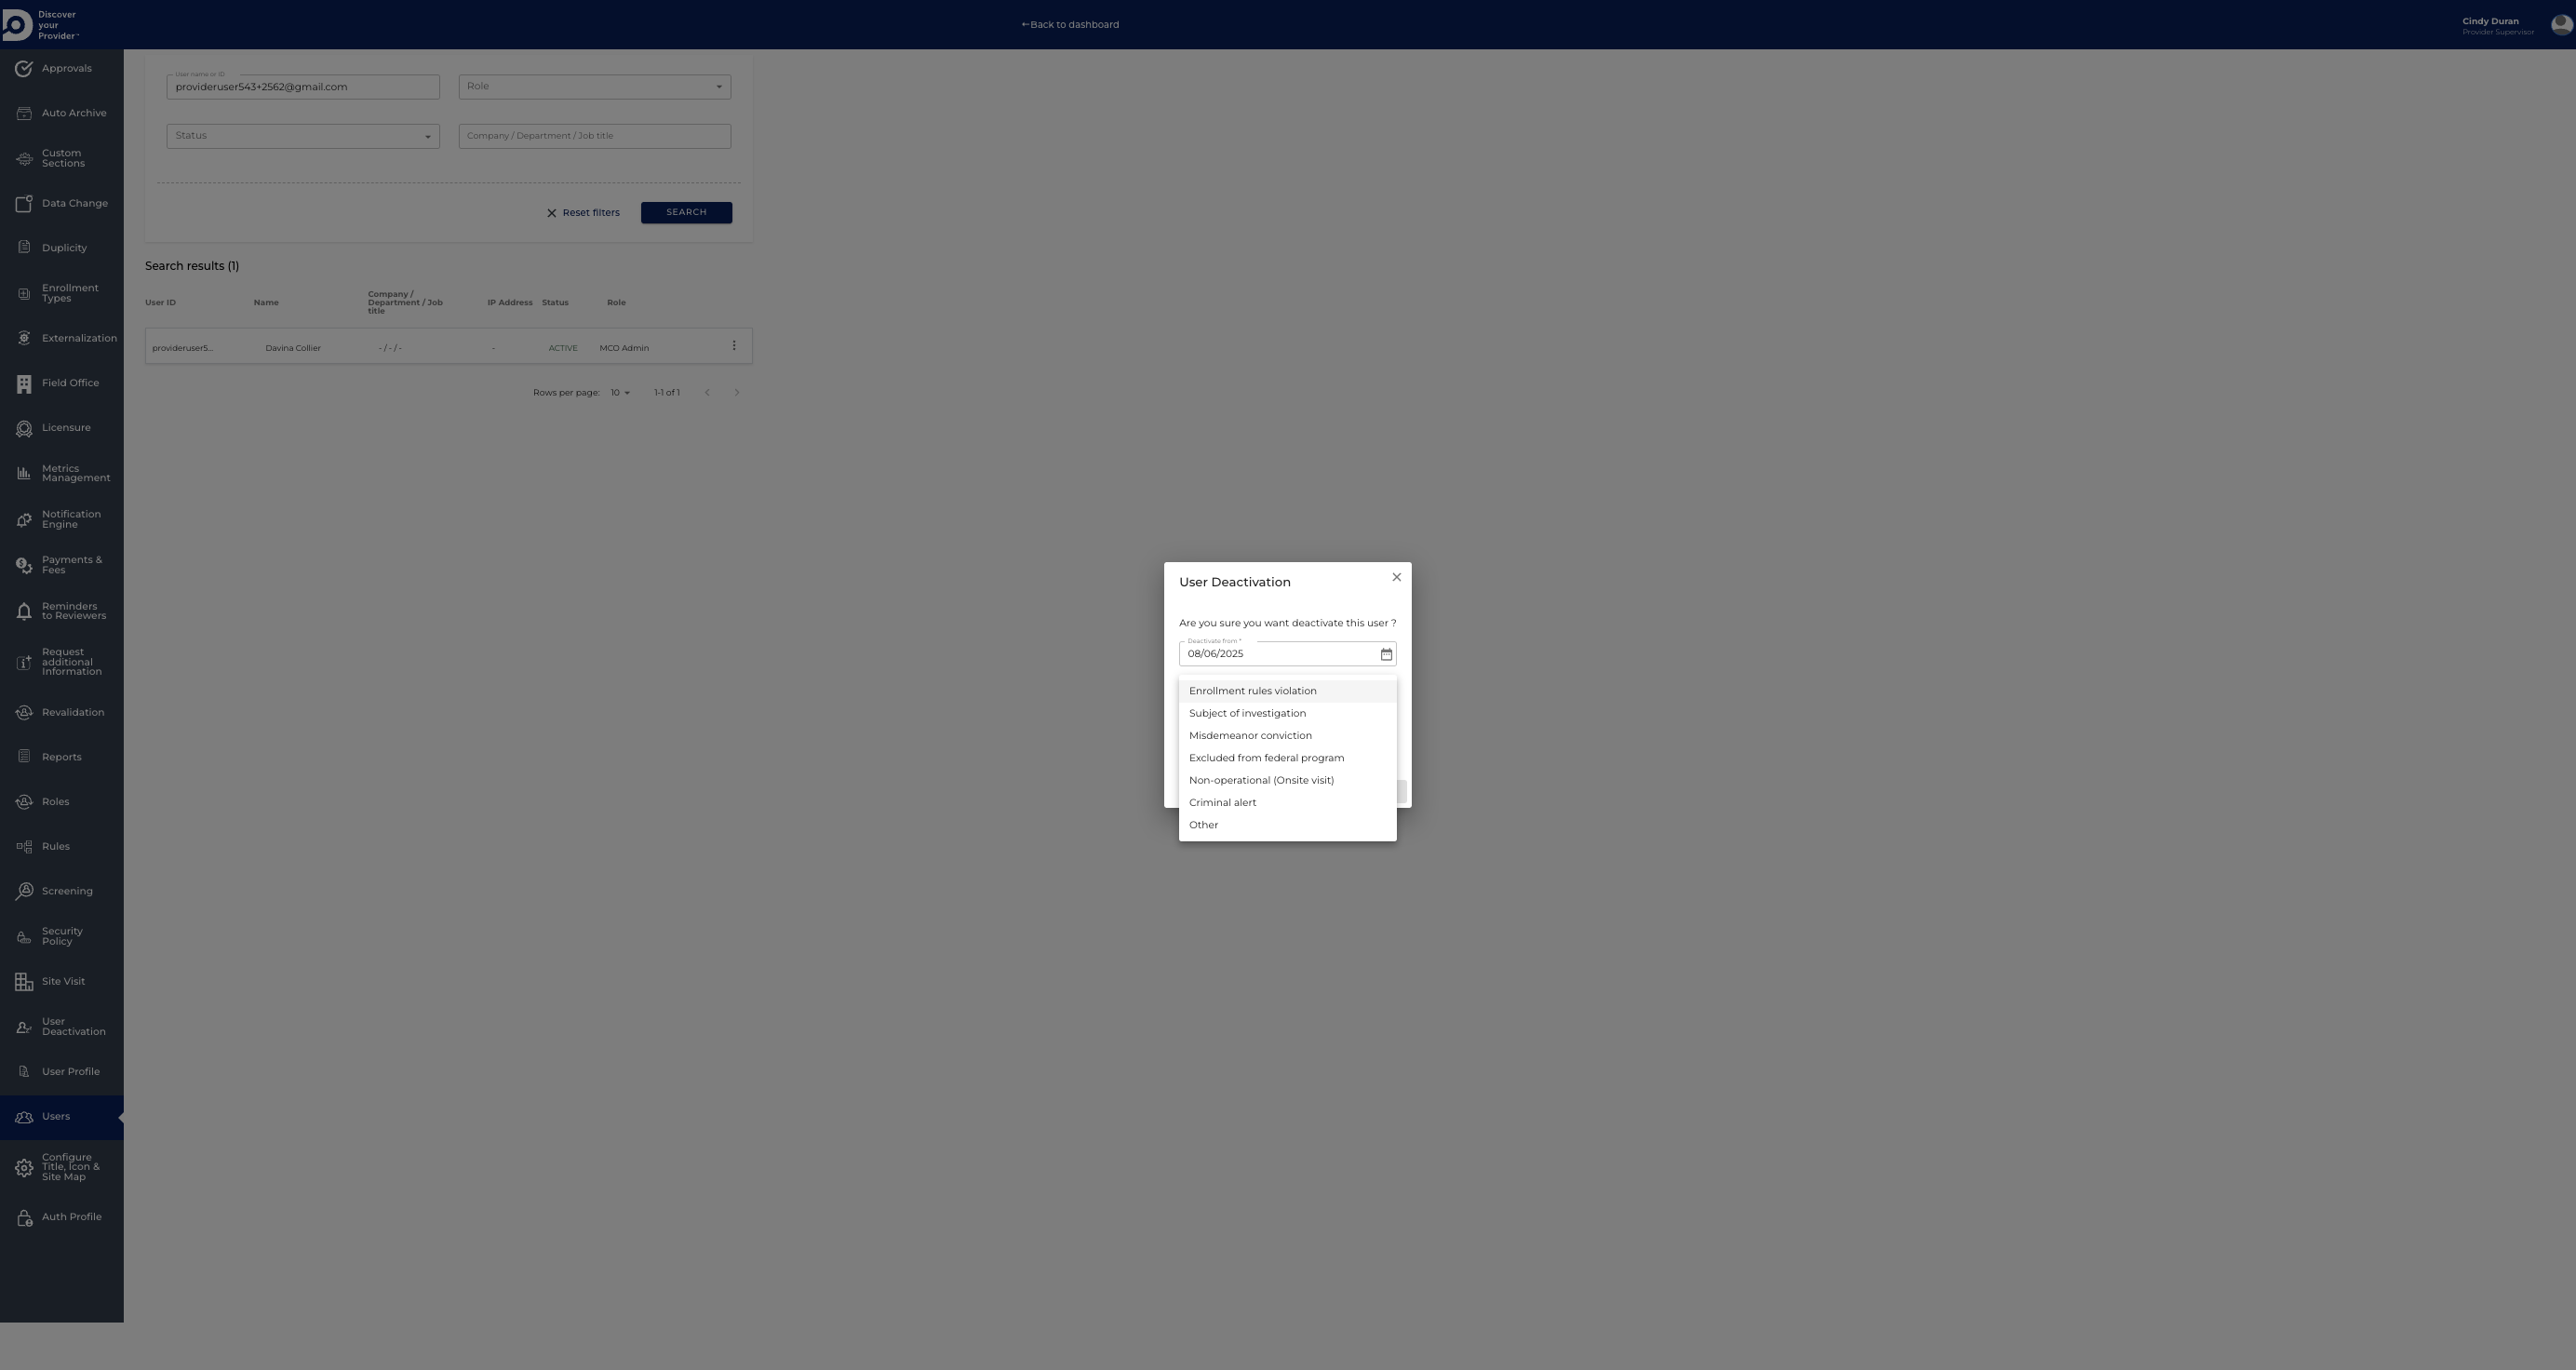 Discover
your
Provider
←Back to dashboard
Cindy Duran
Provider Supervisor
Approvals
Auto Archive
Custom
Sections
Data Change
Duplicity
Enrollment
Types
Externalization
Field Office
Licensure
Metrics
Management
Notification
Engine
Payments &
Fees
Reminders
to Reviewers
Request
additional
Information
Revalidation
Reports
Roles
Rules
Screening
Security
Policy
Site Visit
User
Deactivation
User Profile
Users
Configure
Title, Icon &
Site Map
Auth Profile
User name or ID
provideruser543+2562@gmail.com
Role
Status
Company / Department / Job title
Reset filters
SEARCH
Search results (1)
User ID
Name
Company /
Department / Job
title
IP Address
Status
Role
provideruser5...
Davina Collier
- / - / -
-
ACTIVE
MCO Admin
Rows per page:
10
1-1 of 1
User Deactivation
Are you sure you want deactivate this user ?
Deactivate from *
08/06/2025
Enrollment rules violation
Subject of investigation
Misdemeanor conviction
Excluded from federal program
Non-operational (Onsite visit)
Criminal alert
Other